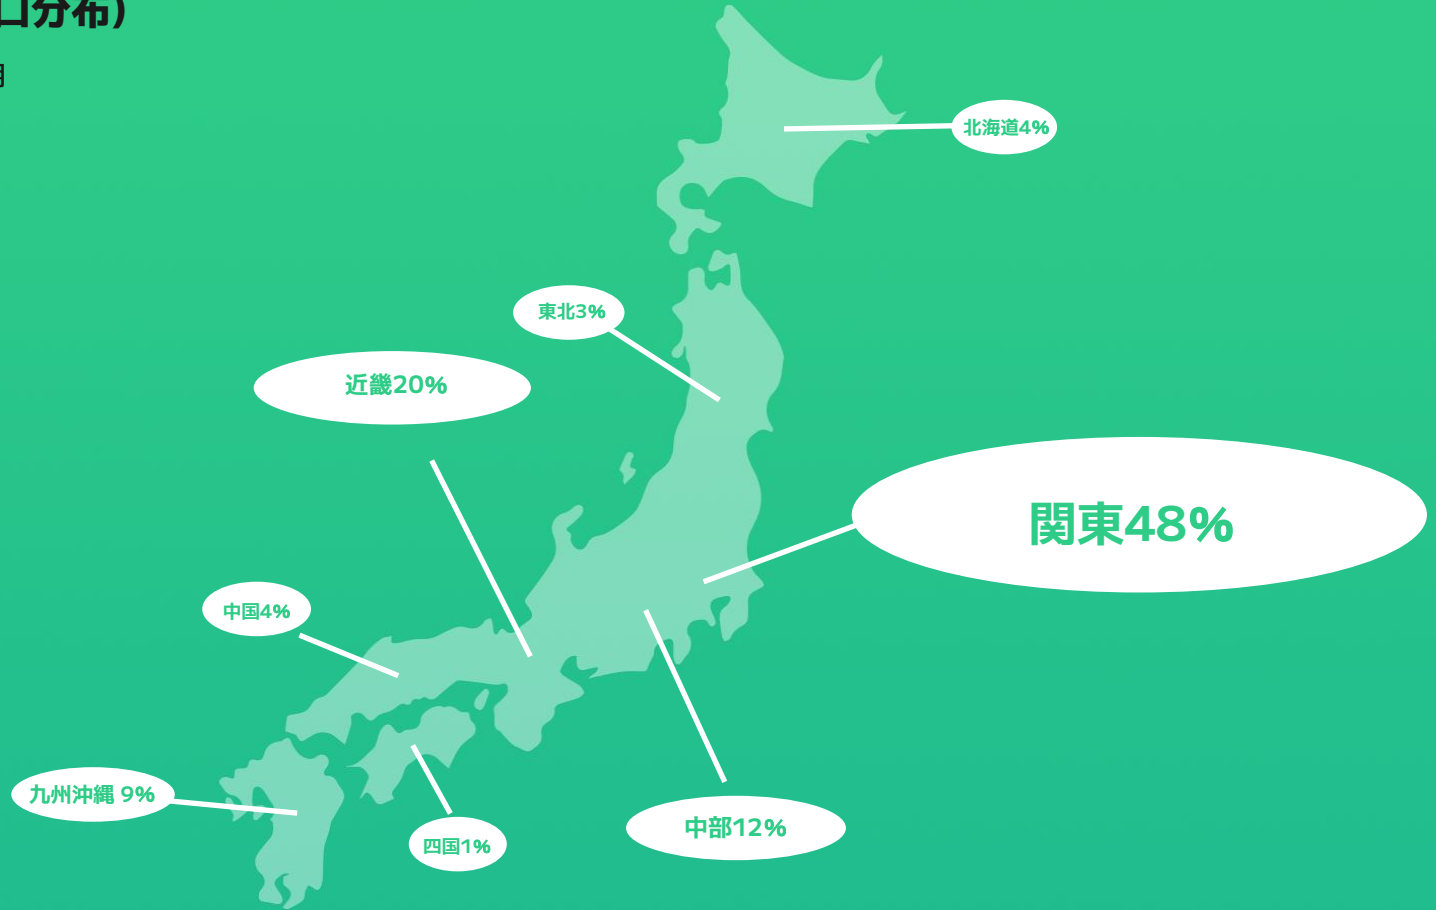 口分布)
月
北海道4%
東北3%
近畿20%
関東48%
中国4%
九州沖縄 9%
四国1%
中部12%